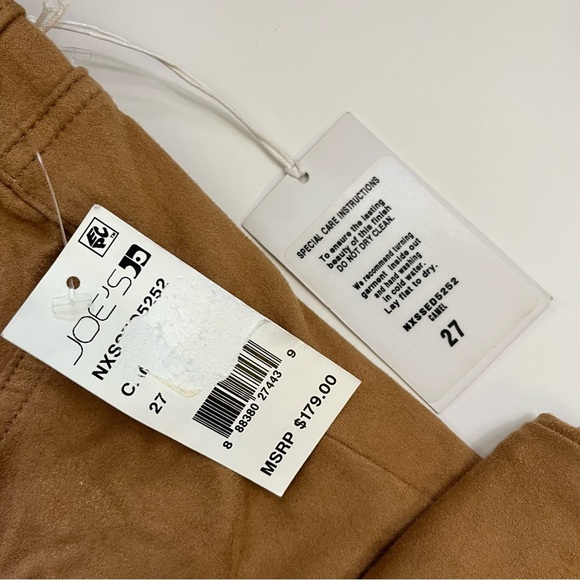 JOE'S
NXSSED5252
27
8 88380 27443 9
MSRP $179.00
SPECIAL CARE INSTRUCTIONS
To ensure the lasting
beauty of this finish
DO NOT DRY CLEAN.
We recommend turning
garment inside out
and hand washing
in cold water.
Lay flat to dry.
NXSSED5252
CAMEL
27